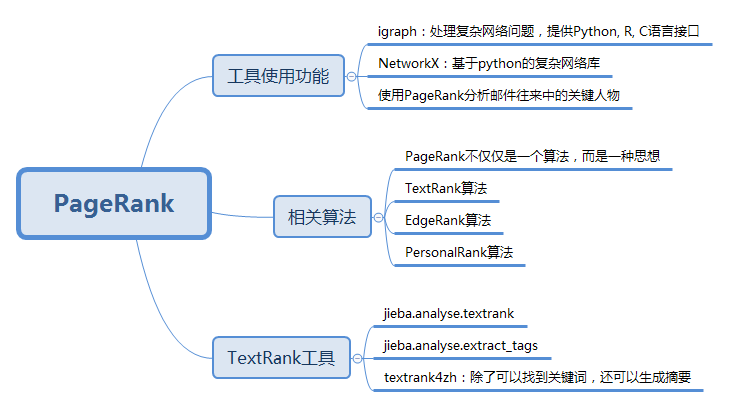 PageRank
工具使用功能
igraph：处理复杂网络问题，提供Python, R, C语言接口
NetworkX：基于python的复杂网络库
使用PageRank分析邮件往来中的关键人物
相关算法
PageRank不仅仅是一个算法，而是一种思想
TextRank算法
EdgeRank算法
PersonalRank算法
TextRank工具
jieba.analyse.textrank
jieba.analyse.extract_tags
textrank4zh：除了可以找到关键词，还可以生成摘要